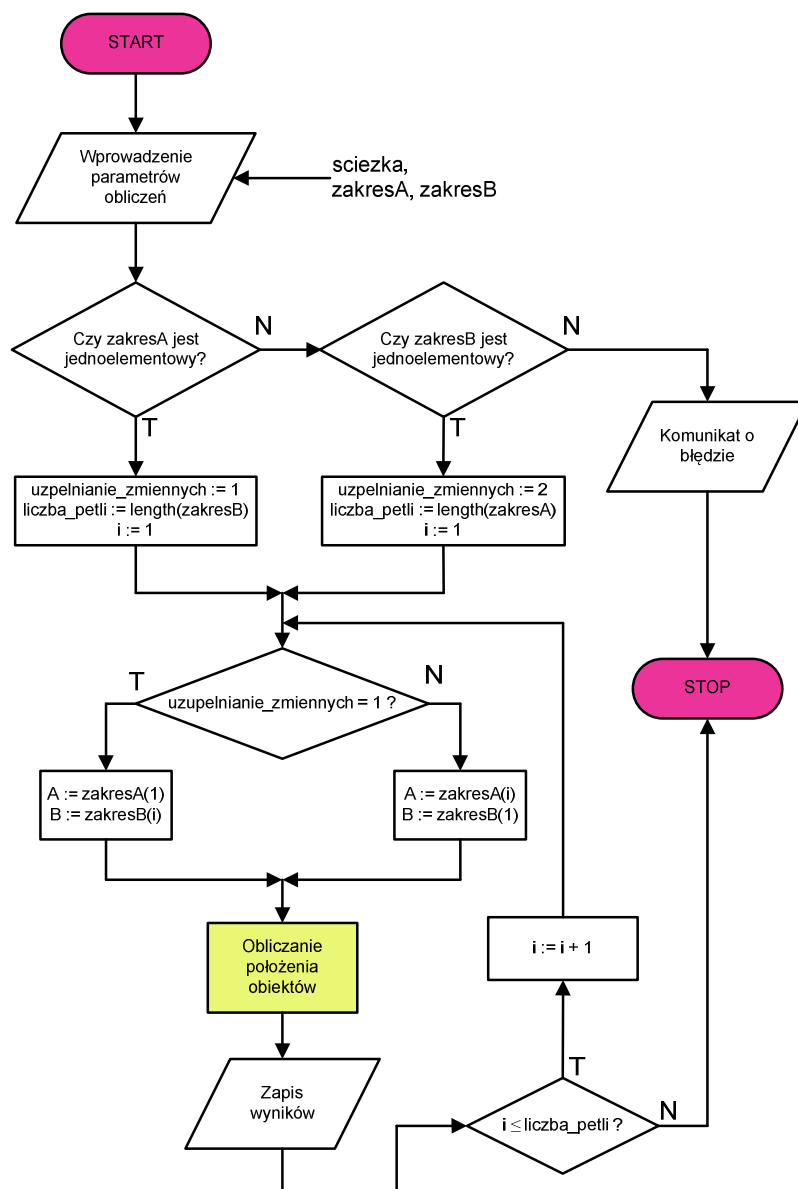 START
Wprowadzenie
parametrów
obliczeń
sciezka,
zakresA, zakresB
Czy zakresA jest
jednoelementowy?
N
T
Czy zakresB jest
jednoelementowy?
N
T
Komunikat o
błędzie
uzpelnianie_zmiennych := 1
liczba_petli := length(zakresB)
i := 1
uzpelnianie_zmiennych := 2
liczba_petli := length(zakresA)
i := 1
T
uzupelnianie_zmiennych = 1 ?
N
STOP
A := zakresA(1)
B := zakresB(i)
A := zakresA(i)
B := zakresB(1)
Obliczanie
położenia
obiektów
i := i + 1
Zapis
wyników
T
i ≤ liczba_petli ?
N